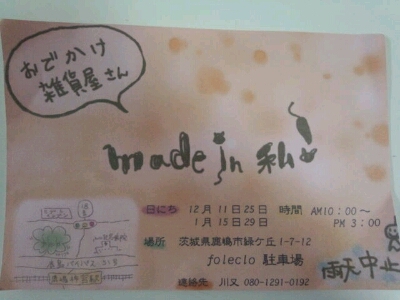 おでかけ
雑貨屋さん
made in 私
日にち 12月11日25日 時間 AM10:00〜
1月15日29日 PM 3:00
場所 茨城県鹿嶋市緑ケ丘1-7-12
foleclo 駐車場
雨天中止
連絡先 川又 080-1291-0192